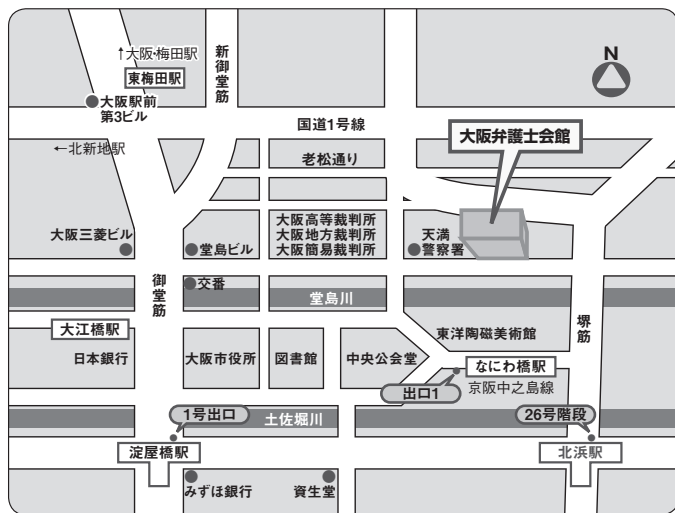 ↑大阪・梅田駅
東梅田駅
新御堂筋
N
大阪駅前
第3ビル
国道1号線
大阪弁護士会館
←北新地駅
老松通り
大阪三菱ビル
堂島ビル
大阪高等裁判所
大阪地方裁判所
大阪簡易裁判所
天満
警察署
御堂筋
交番
堂島川
堺筋
大江橋駅
東洋陶磁美術館
日本銀行
大阪市役所
図書館
中央公会堂
なにわ橋駅
出口1
京阪中之島線
1号出口
土佐堀川
26号階段
淀屋橋駅
北浜駅
みずほ銀行
資生堂